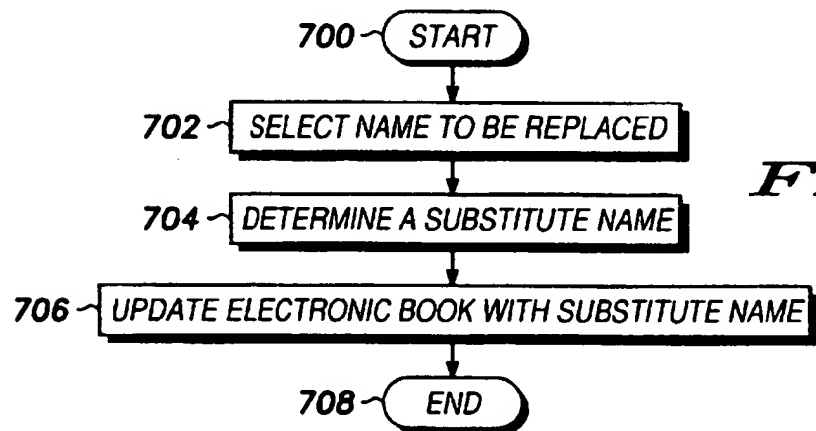 700 START
702 SELECT NAME TO BE REPLACED
704 DETERMINE A SUBSTITUTE NAME
706 UPDATE ELECTRONIC BOOK WITH SUBSTITUTE NAME
708 END